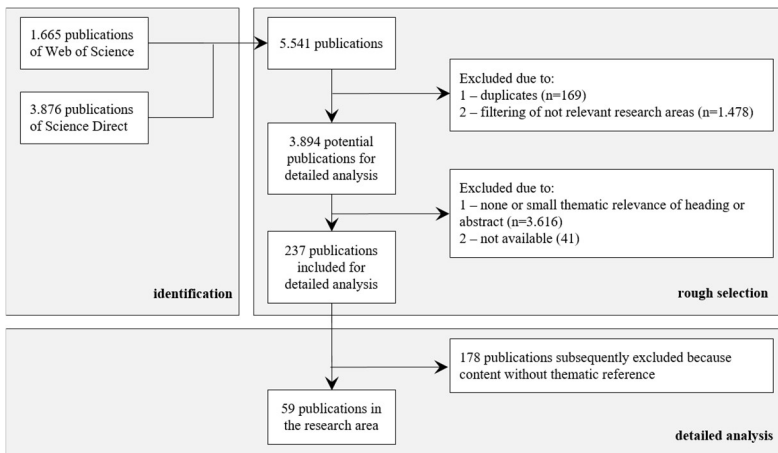 1.665 publications
of Web of Science
3.876 publications
of Science Direct
identification
5.541 publications
Excluded due to:
1 – duplicates (n=169)
2 – filtering of not relevant research areas (n=1.478)
3.894 potential
publications for
detailed analysis
Excluded due to:
1 – none or small thematic relevance of heading or
abstract (n=3.616)
2 – not available (41)
237 publications
included for
detailed analysis
rough selection
178 publications subsequently excluded because
content without thematic reference
59 publications in
the research area
detailed analysis